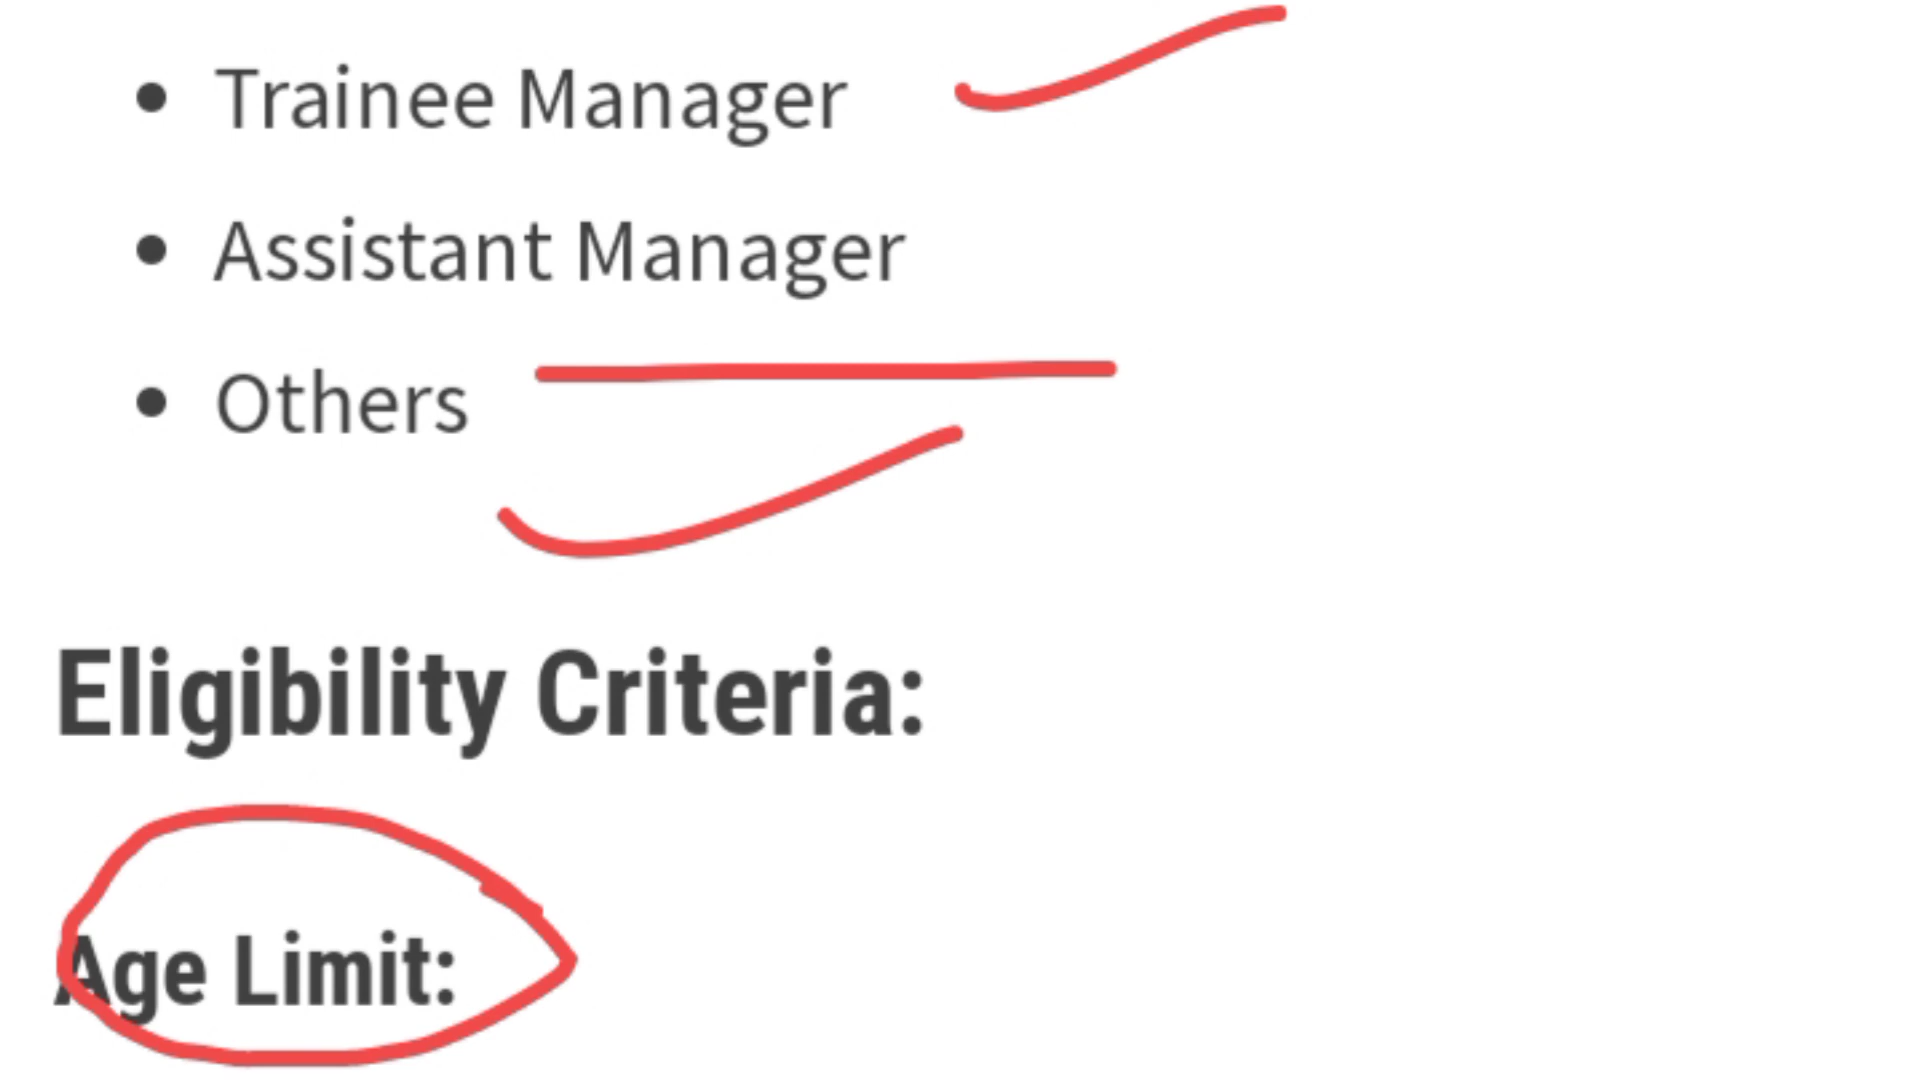 • Trainee Manager
• Assistant Manager
• Others
Eligibility Criteria:
Age Limit: